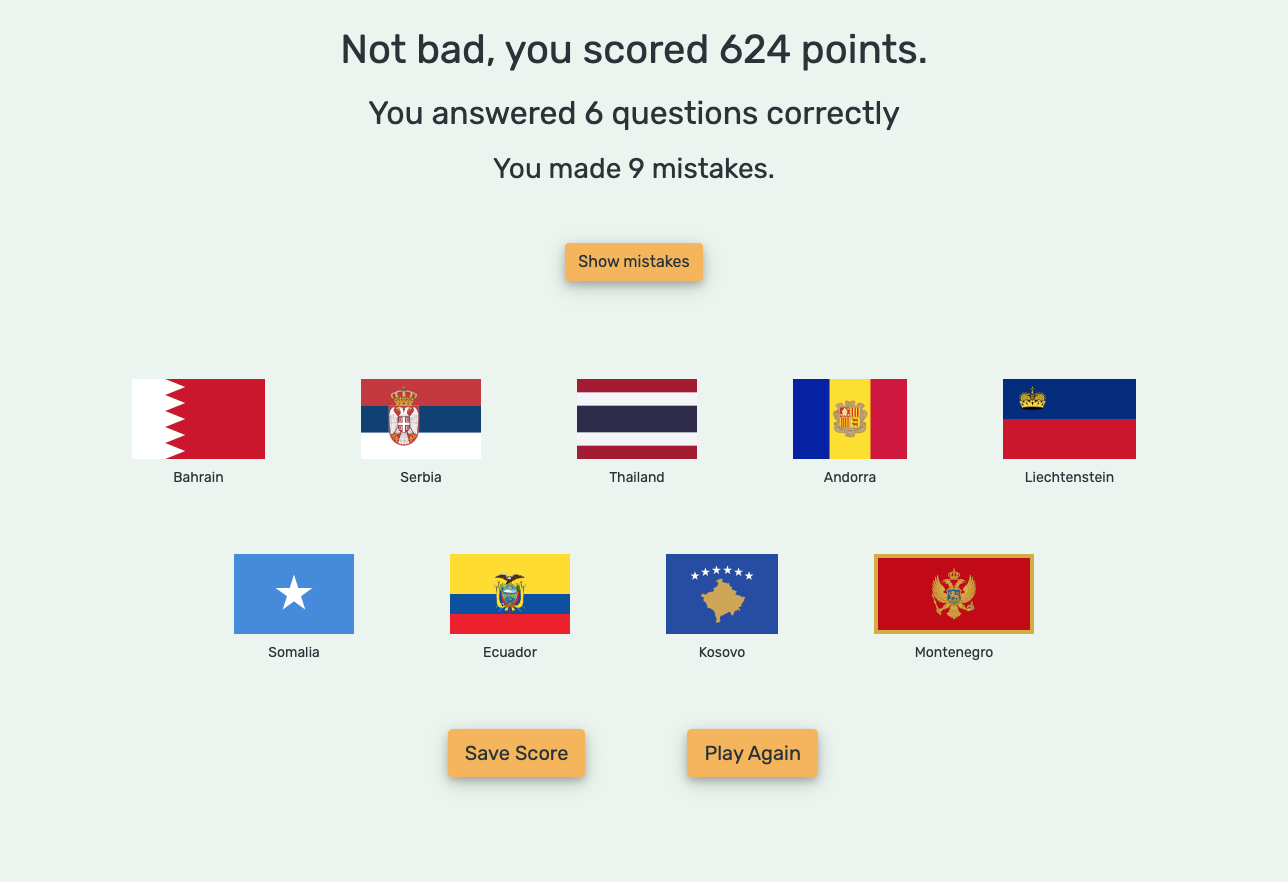 Not bad, you scored 624 points.
You answered 6 questions correctly
You made 9 mistakes.
Show mistakes
Bahrain
Serbia
Thailand
Andorra
Liechtenstein
Somalia
Ecuador
Kosovo
Montenegro
Save Score
Play Again